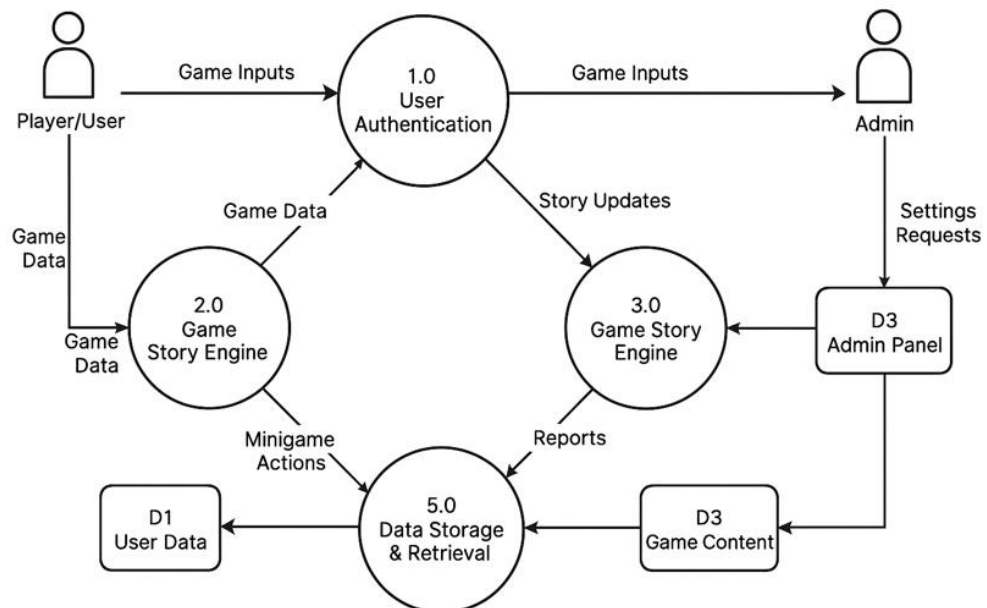 Player/User
Game Inputs
1.0
User
Authentication
Game Inputs
Admin
Game Data
Story Updates
Settings
Requests
Game
Data
Game
Data
2.0
Game
Story Engine
3.0
Game Story
Engine
D3
Admin Panel
Minigame
Actions
Reports
D1
User Data
5.0
Data Storage
& Retrieval
D3
Game Content